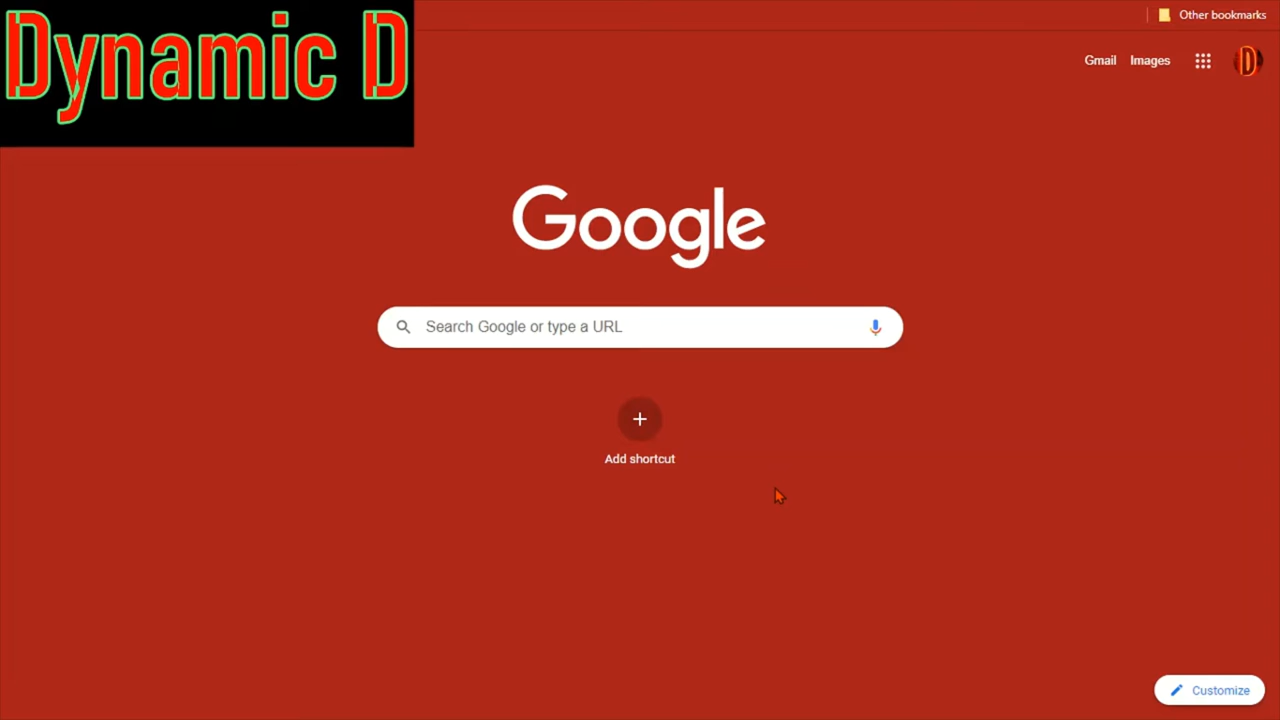 Dynamic D
Other bookmarks
Gmail Images
D
Google
Search Google or type a URL
Add shortcut
Customize